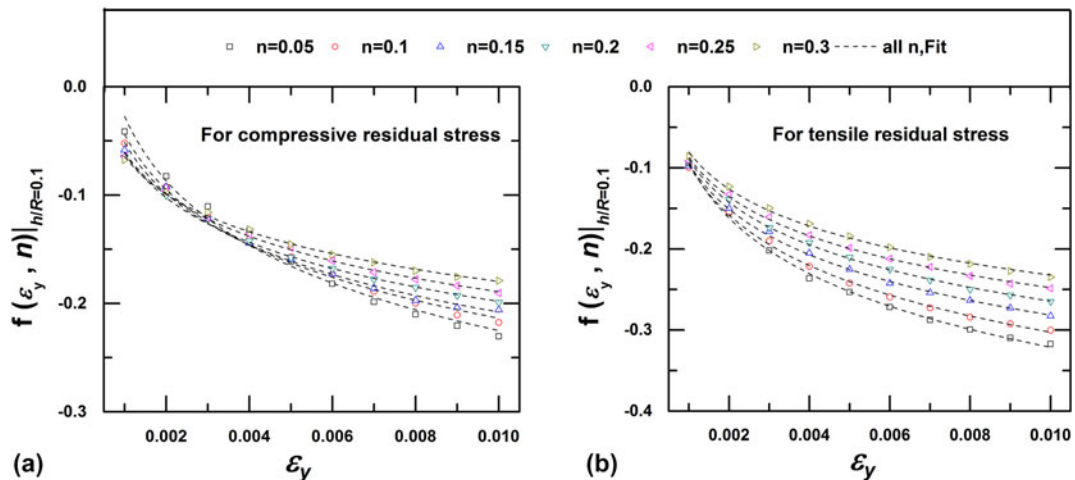 n=0.05 n=0.1 n=0.15 n=0.2 n=0.25 n=0.3 all n,Fit
For compressive residual stress
0.0
-0.1
-0.2
-0.3
f (εy , n)|h/R=0.1
0.002 0.004 0.006 0.008 0.010
εy
(a)
For tensile residual stress
0.0
-0.1
-0.2
-0.3
-0.4
f (εy , n)|h/R=0.1
0.002 0.004 0.006 0.008 0.010
εy
(b)